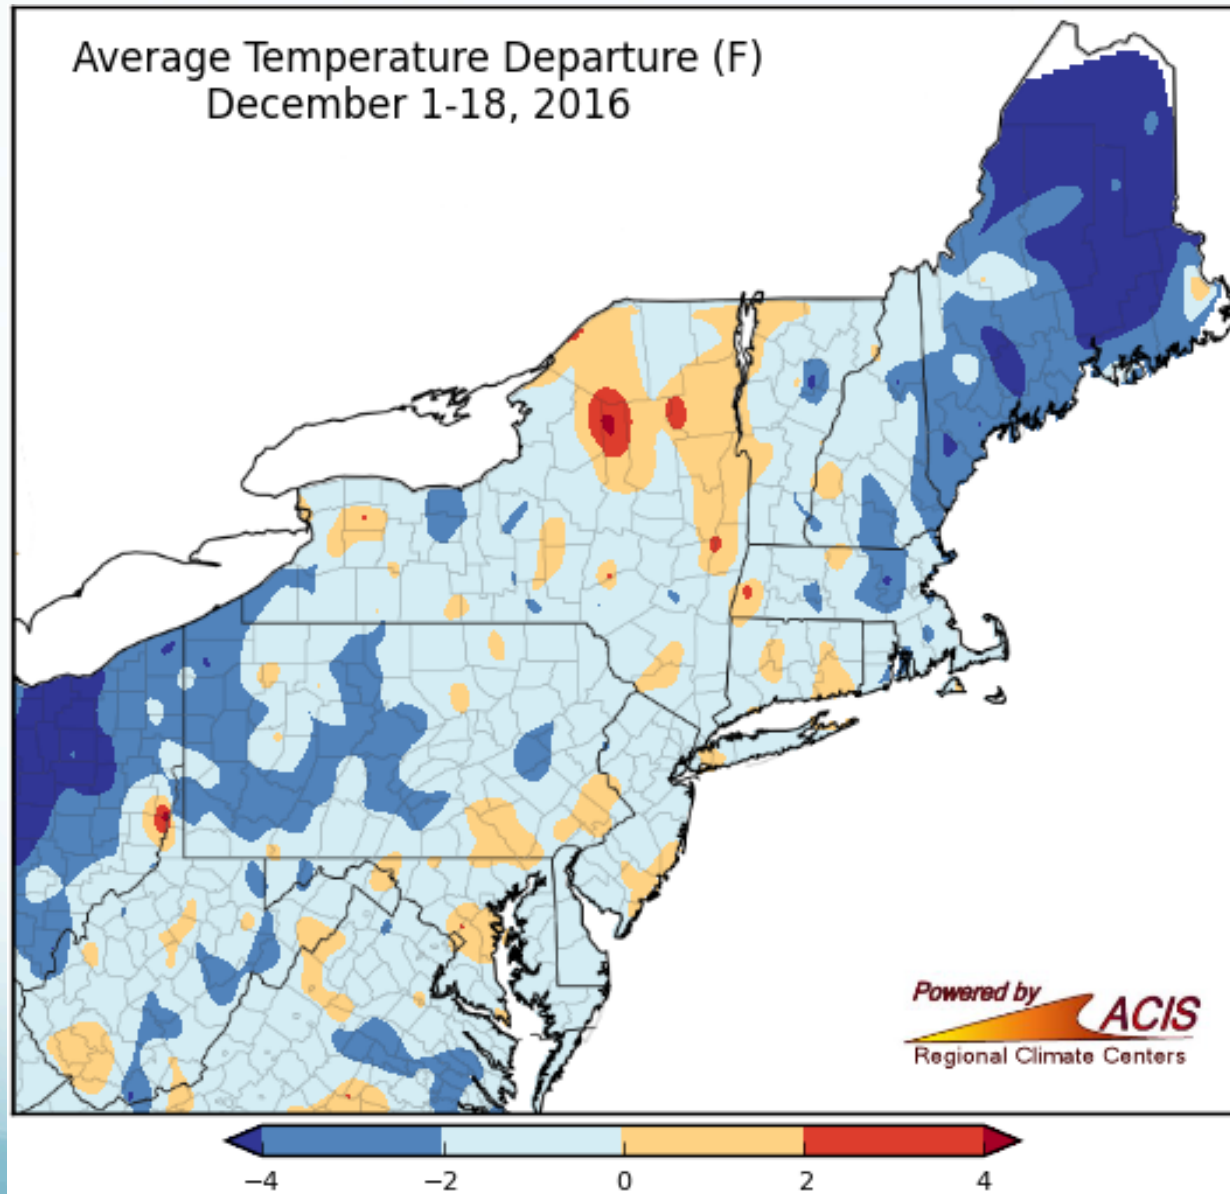 Average Temperature Departure (F)
December 1-18, 2016
Powered by
ACIS
Regional Climate Centers
−4 −2 0 2 4